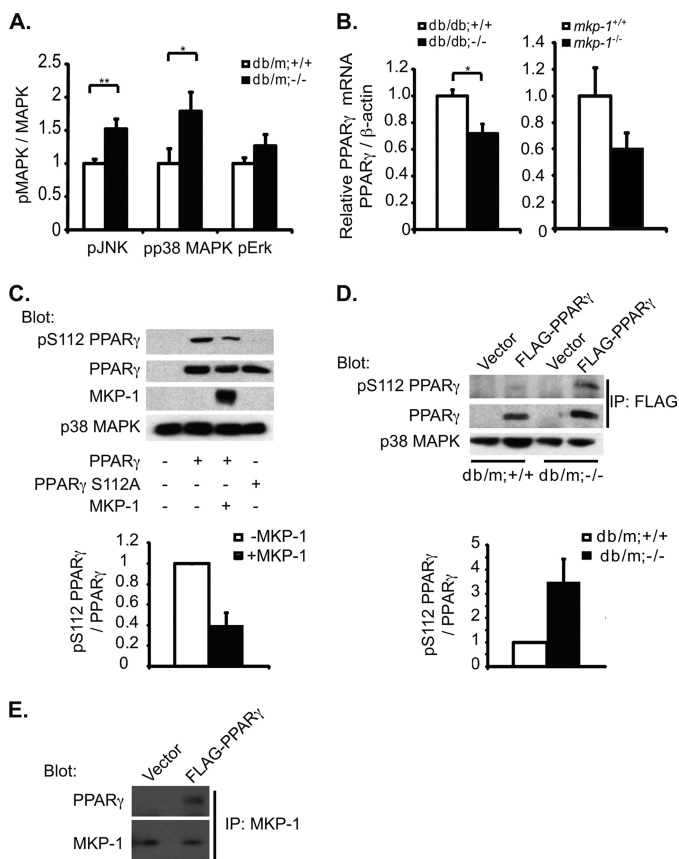 A.
db/m;+/+
db/m;-/-
pMAPK / MAPK
2.5
2
1.5
1
0.5
0
**
*
pJNK
pp38 MAPK
pErk
B.
db/db;+/+
db/db;-/-
Relative PPARγ mRNA
PPARγ / β-actin
1.4
1.2
1.0
0.8
0.6
0.4
0.2
0
*
mkp-1+/+
mkp-1-/-
1.6
1.4
1.2
1
0.8
0.6
0.4
0.2
0
C.
Blot:
pS112 PPARγ
PPARγ
MKP-1
p38 MAPK
PPARγ - + + -
PPARγ S112A - - - +
MKP-1 - - + -
-MKP-1
+MKP-1
pS112 PPARγ
/ PPARγ
1.2
1
0.8
0.6
0.4
0.2
0
D.
Blot:
Vector
FLAG-PPARγ
Vector
FLAG-PPARγ
pS112 PPARγ
PPARγ
IP: FLAG
p38 MAPK
db/m;+/+
db/m;-/-
db/m;+/+
db/m;-/-
pS112 PPARγ
/ PPARγ
5
4
3
2
1
0
E.
Blot:
Vector
FLAG-PPARγ
PPARγ
MKP-1
IP: MKP-1